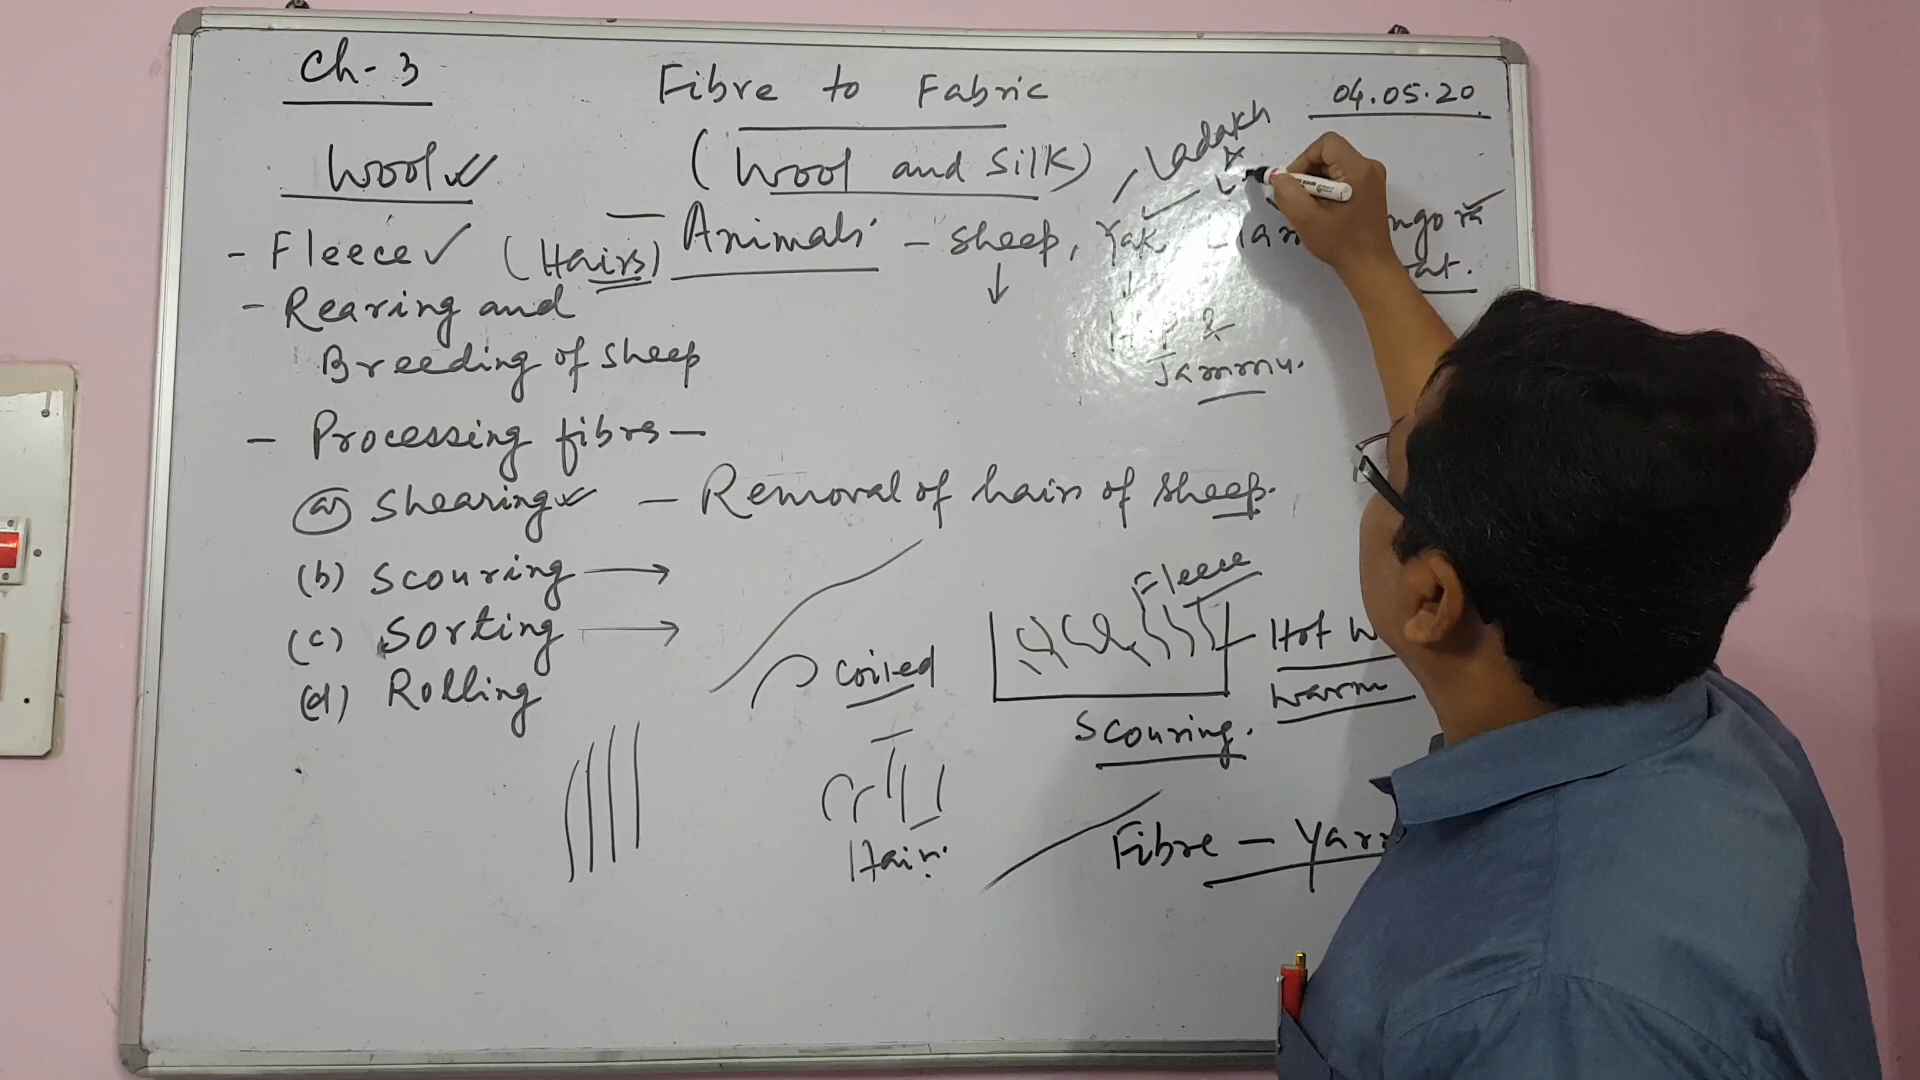 Ch-3
Fibre to Fabric
04.05.20
Wool
(Wool and Silk)
Ladakh
- Fleece (Hairs)
Animals - Sheep, Yak,
- Rearing and
Breeding of Sheep
&
Jammu.
- Processing fibres -
(a) Shearing - Removal of hairs of sheep.
(b) Scouring →
(c) Sorting →
(d) Rolling
Coiled
Hair.
Fleece
Hot
Warm
Scouring.
Fibre -